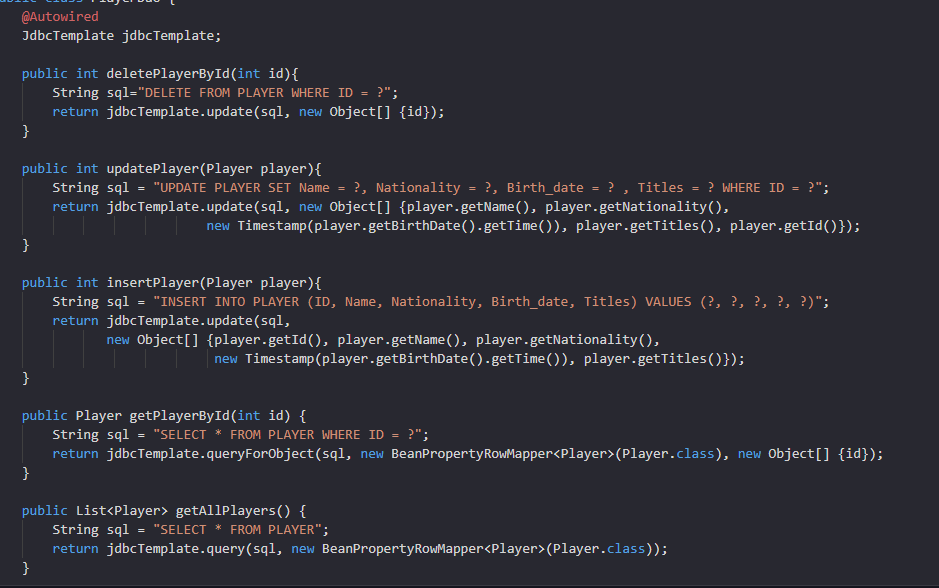 public class PlayerDao {
@Autowired
JdbcTemplate jdbcTemplate;
public int deletePlayerById(int id){
String sql="DELETE FROM PLAYER WHERE ID = ?";
return jdbcTemplate.update(sql, new Object[] {id});
}
public int updatePlayer(Player player){
String sql = "UPDATE PLAYER SET Name = ?, Nationality = ?, Birth_date = ? , Titles = ? WHERE ID = ?";
return jdbcTemplate.update(sql, new Object[] {player.getName(), player.getNationality(),
new Timestamp(player.getBirthDate().getTime()), player.getTitles(), player.getId()});
}
public int insertPlayer(Player player){
String sql = "INSERT INTO PLAYER (ID, Name, Nationality, Birth_date, Titles) VALUES (?, ?, ?, ?, ?)";
return jdbcTemplate.update(sql,
new Object[] {player.getId(), player.getName(), player.getNationality(),
new Timestamp(player.getBirthDate().getTime()), player.getTitles()});
}
public Player getPlayerById(int id) {
String sql = "SELECT * FROM PLAYER WHERE ID = ?";
return jdbcTemplate.queryForObject(sql, new BeanPropertyRowMapper<Player>(Player.class), new Object[] {id});
}
public List<Player> getAllPlayers() {
String sql = "SELECT * FROM PLAYER";
return jdbcTemplate.query(sql, new BeanPropertyRowMapper<Player>(Player.class));
}